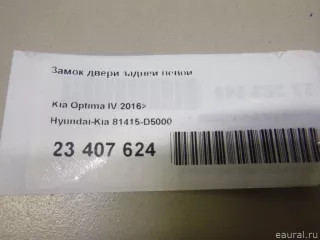 Замок двери задней левой
Kia Optima IV 2016>
Hyundai-Kia 81415-D5000
23 407 624
eaural.ru